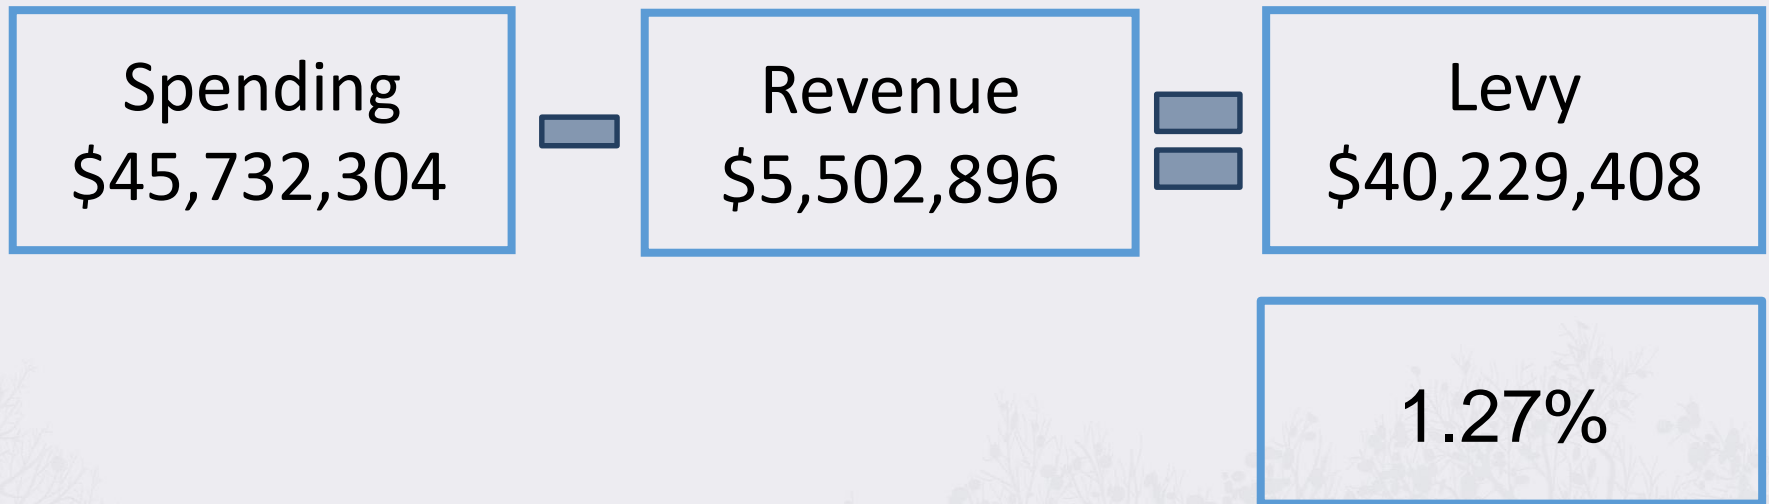 Spending
$45,732,304
Revenue
$5,502,896
Levy
$40,229,408
1.27%